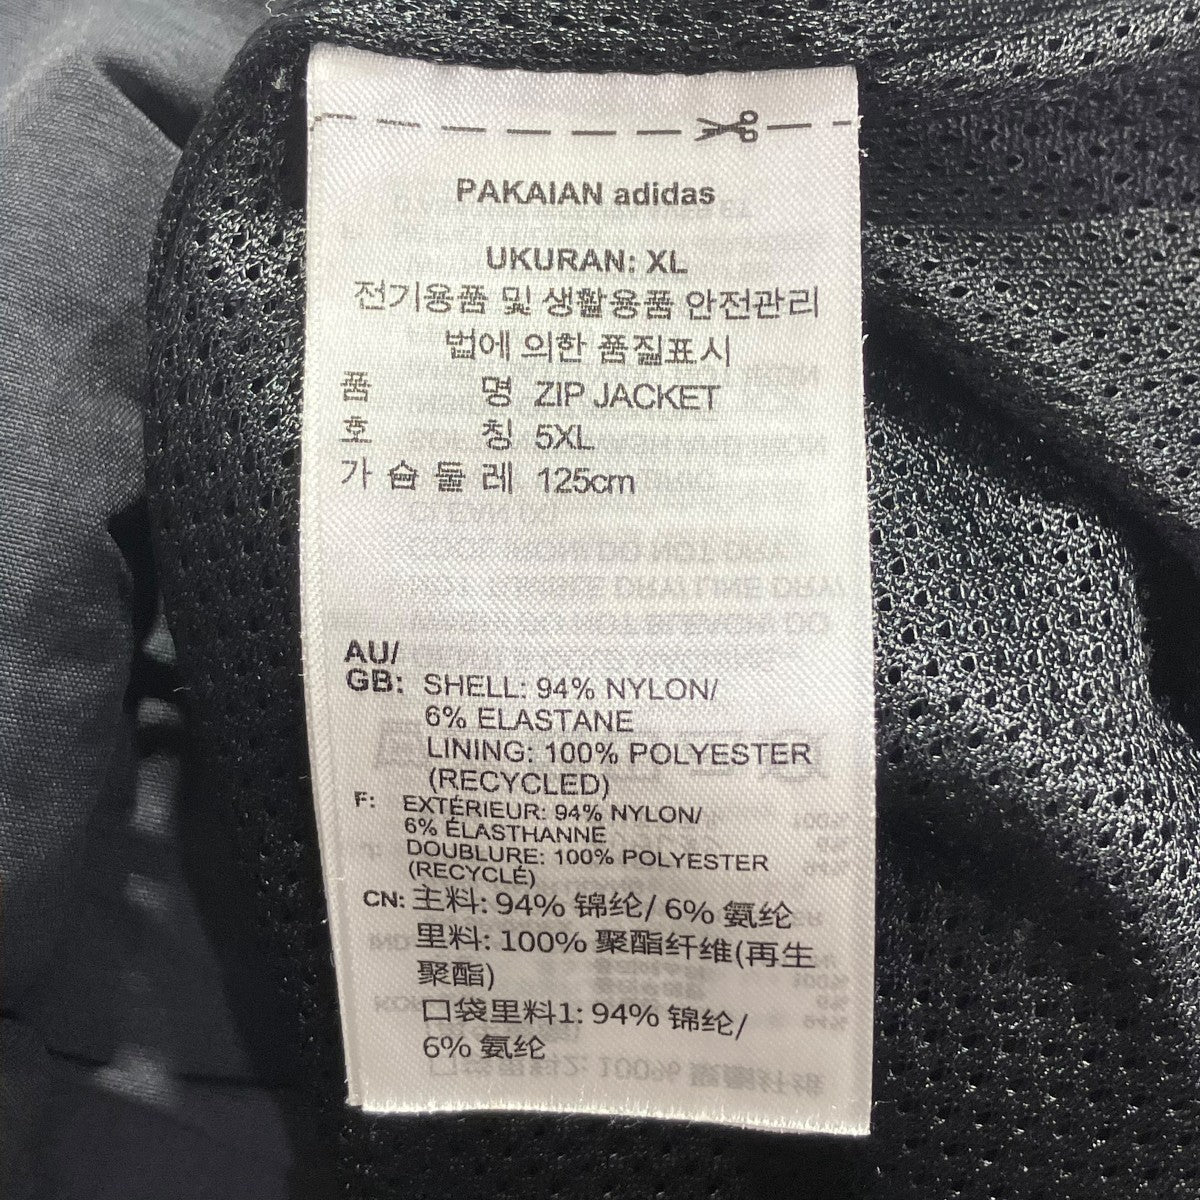 PAKAIAN adidas
UKURAN: XL
전기용품 및 생활용품 안전관리
법에 의한 품질표시
품 명 ZIP JACKET
호 칭 5XL
가 슴 둘 레 125cm
AU/
GB: SHELL: 94% NYLON/
6% ELASTANE
LINING: 100% POLYESTER
(RECYCLED)
F: EXTÉRIEUR: 94% NYLON/
6% ÉLASTHANNE
DOUBLURE: 100% POLYESTER
(RECYCLÉ)
CN: 主料: 94% 锦纶/ 6% 氨纶
里料: 100% 聚酯纤维(再生
聚酯)
口袋里料1: 94% 锦纶/
6% 氨纶